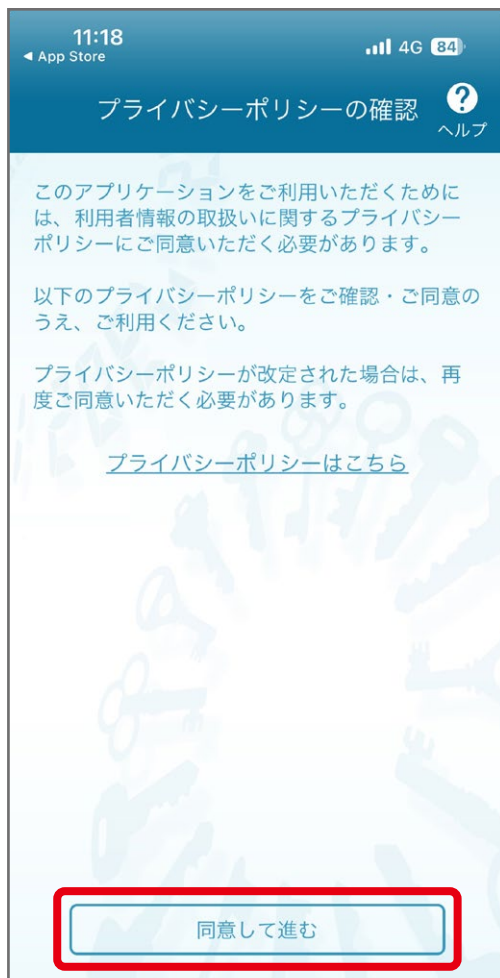 11:18
◀ App Store
4G 84
プライバシーポリシーの確認
?
ヘルプ
このアプリケーションをご利用いただくために
は、利用者情報の取扱いに関するプライバシー
ポリシーにご同意いただく必要があります。
以下のプライバシーポリシーをご確認・ご同意の
うえ、ご利用ください。
プライバシーポリシーが改定された場合は、再
度ご同意いただく必要があります。
プライバシーポリシーはこちら
同意して進む